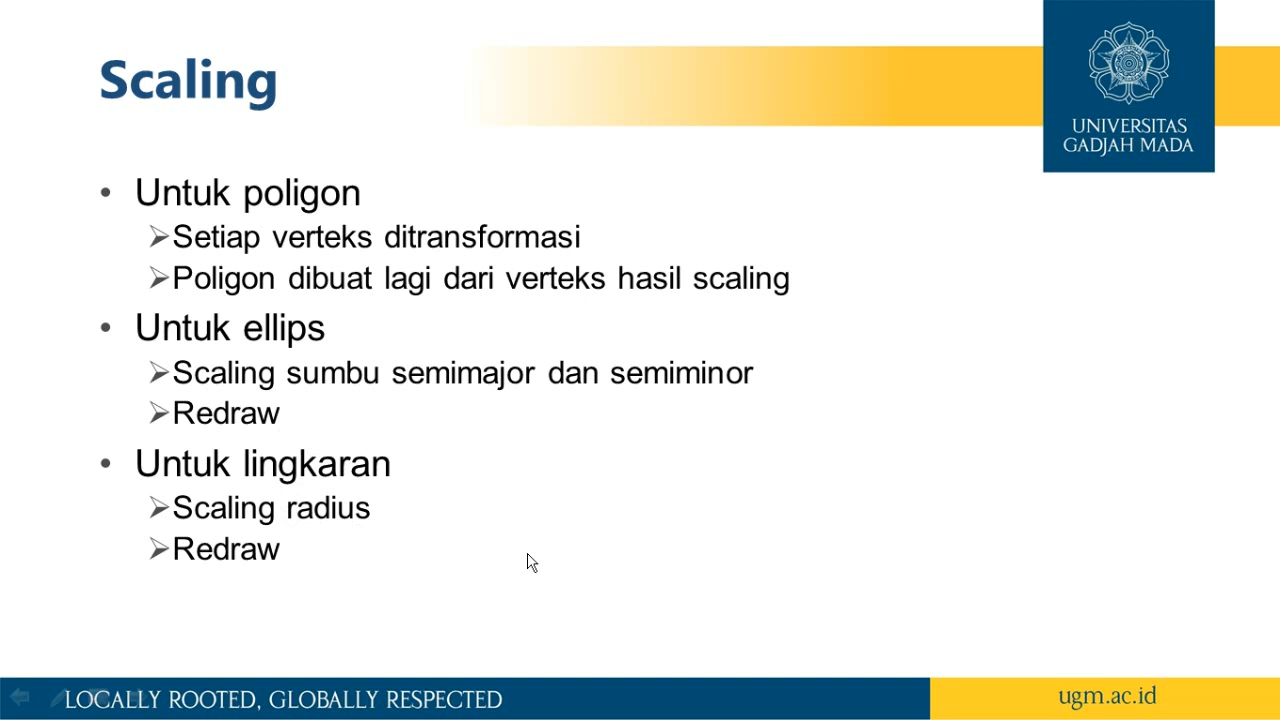 Scaling
UNIVERSITAS
GADJAH MADA
• Untuk poligon
➢Setiap verteks ditransformasi
➢Poligon dibuat lagi dari verteks hasil scaling
• Untuk ellips
➢Scaling sumbu semimajor dan semiminor
➢Redraw
• Untuk lingkaran
➢Scaling radius
➢Redraw
LOCALLY ROOTED, GLOBALLY RESPECTED
ugm.ac.id